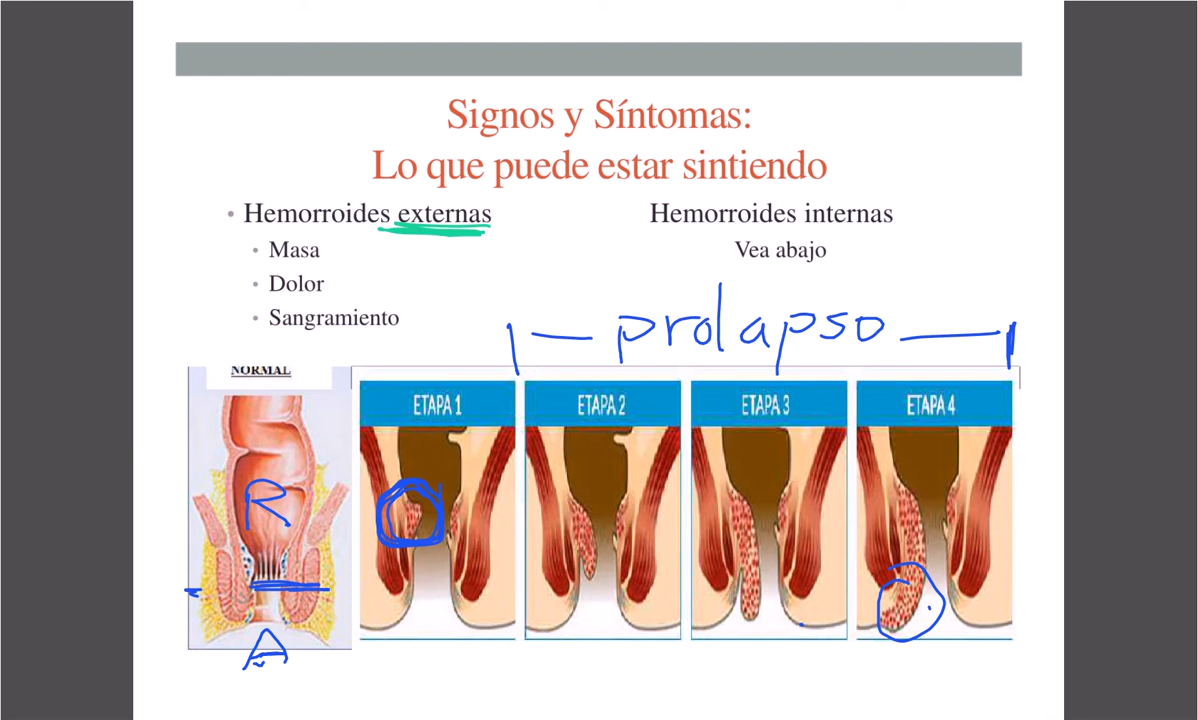 Signos y Síntomas:
Lo que puede estar sintiendo
• Hemorroides externas
• Masa
• Dolor
• Sangramiento
Hemorroides internas
Vea abajo
prolapso
NORMAL
ETAPA 1
ETAPA 2
ETAPA 3
ETAPA 4
R
A